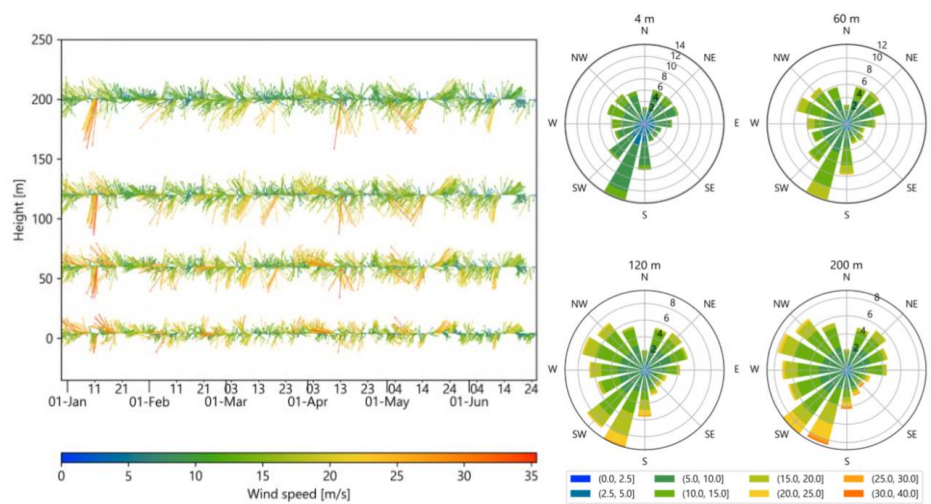 250
200
150
100
50
0
Height [m]
11 21 11 21 03 13 23 03 13 23 04 14 04 14 24
01-Jan 01-Feb 01-Mar 01-Apr 01-May 01-Jun
0 5 10 15 20 25 30 35
Wind speed [m/s]
4 m
N
NW NE
W E
SW SE
S
14
12
10
8
6
4
60 m
N
NW NE
W
SW SE
S
12
10
8
6
4
2
120 m
N
NW NE
W E
SW SE
S
8
6
4
2
200 m
N
NW NE
W
SW SE
S
8
6
4
2
(0.0, 2.5] (5.0, 10.0] (15.0, 20.0] (25.0, 30.0]
(2.5, 5.0] (10.0, 15.0] (20.0, 25.0] (30.0, 40.0]